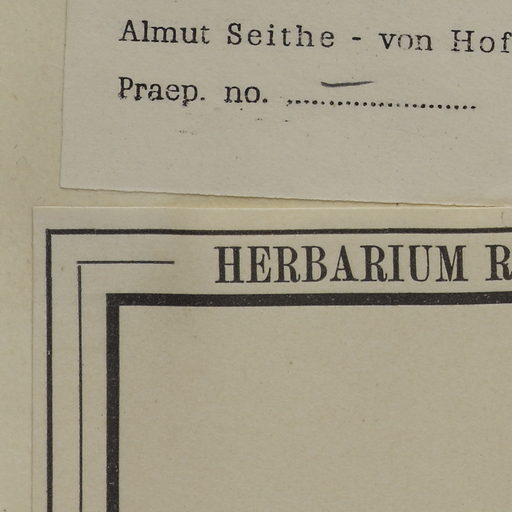 Almut Seithe - von Hof
Praep. no. ........................
HERBARIUM R